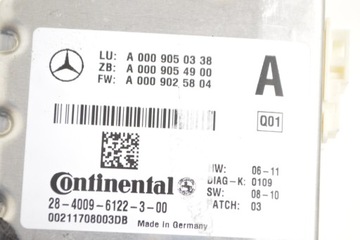 LU: A 000 905 03 38
ZB: A 000 905 49 00
FW: A 000 902 58 04
A
Q01
Continental
HW: 06-11
DIAG-K: 0109
SW: 08-10
PATCH: 03
28-4009-6122-3-00
00211708003DB
Made in Germany